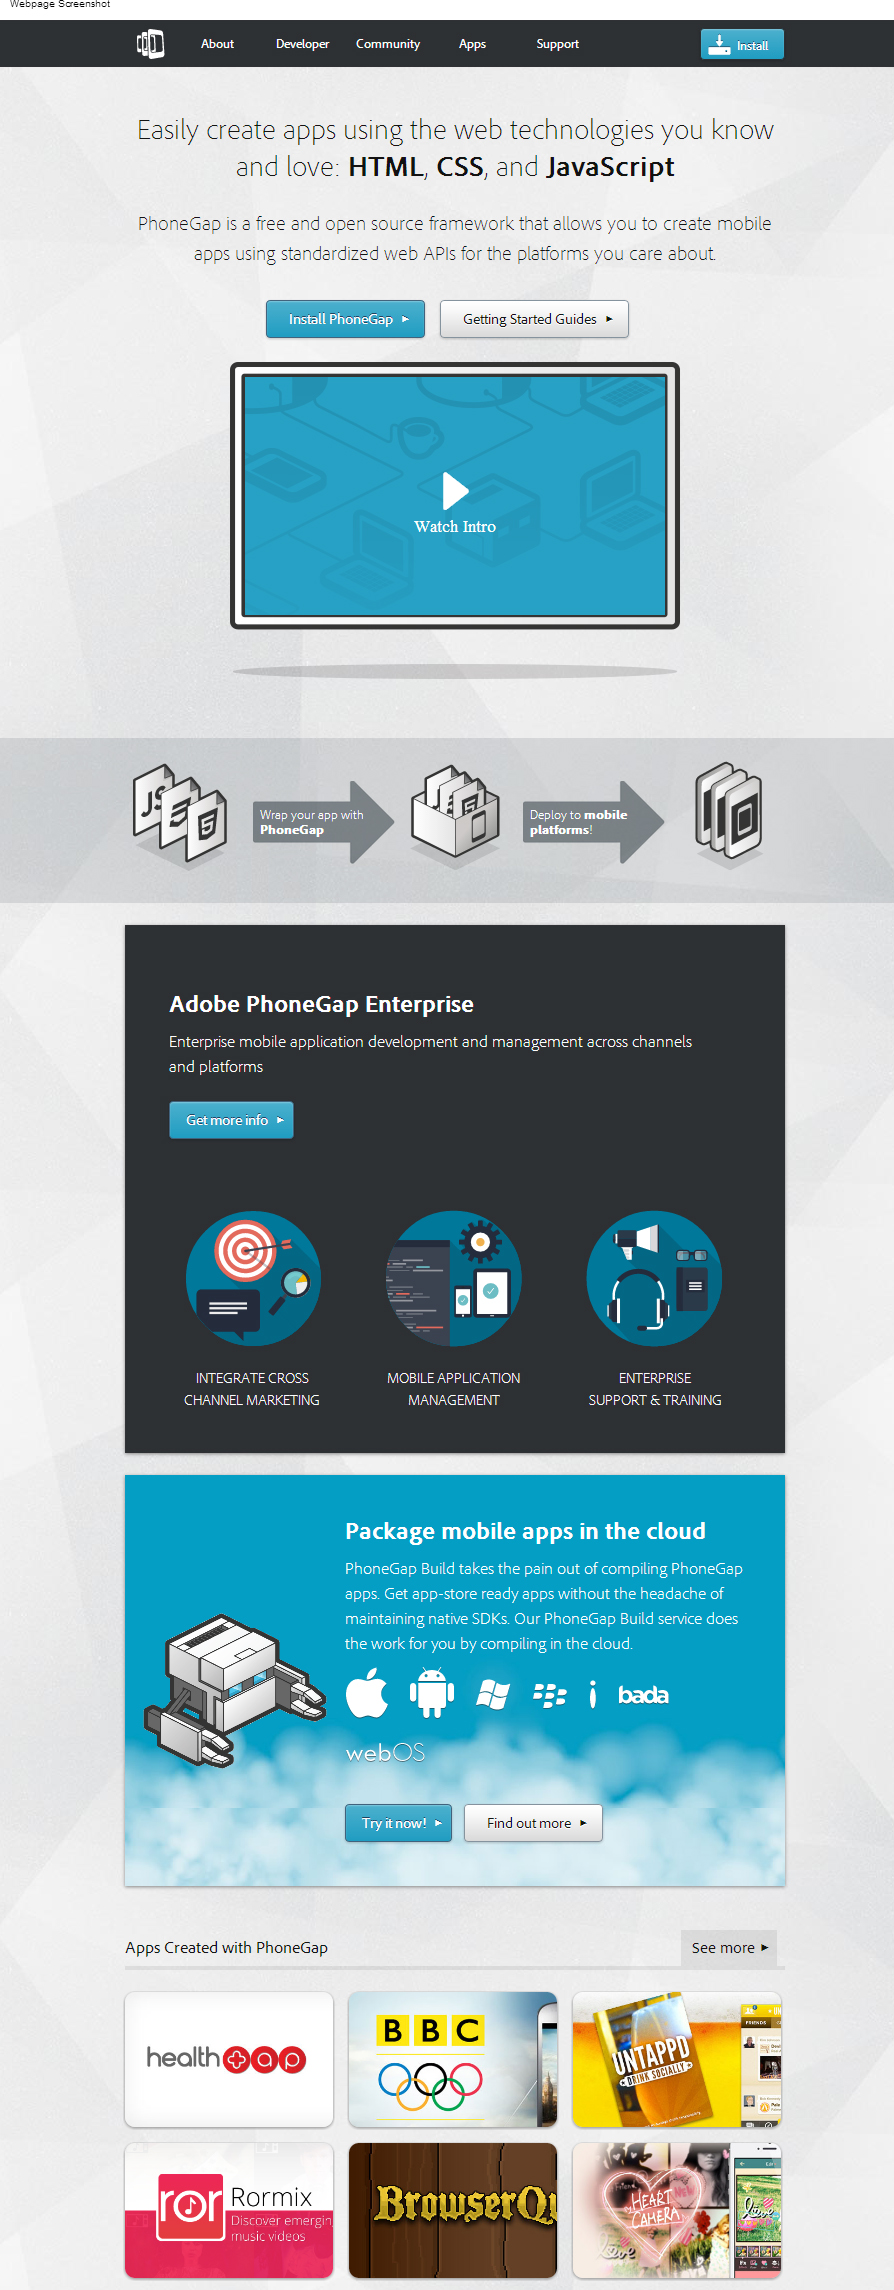 Webpage Screenshot
About Developer Community Apps Support Install
Easily create apps using the web technologies you know
and love: HTML, CSS, and JavaScript
PhoneGap is a free and open source framework that allows you to create mobile
apps using standardized web APIs for the platforms you care about.
Install PhoneGap Getting Started Guides
Watch Intro
JS
Wrap your app with
PhoneGap
Deploy to mobile
platforms!
Adobe PhoneGap Enterprise
Enterprise mobile application development and management across channels
and platforms
Get more info
INTEGRATE CROSS
CHANNEL MARKETING
MOBILE APPLICATION
MANAGEMENT
ENTERPRISE
SUPPORT & TRAINING
Package mobile apps in the cloud
PhoneGap Build takes the pain out of compiling PhoneGap
apps. Get app-store ready apps without the headache of
maintaining native SDKs. Our PhoneGap Build service does
the work for you by compiling in the cloud.
bada
webOS
Try it now! Find out more
Apps Created with PhoneGap See more
health tap
BBC
UNTAPPD
DRINK SOCIALLY
FRIENDS
ror Rormix
Discover emergin
music videos
BrowserQu
HEART
CAMERA
love